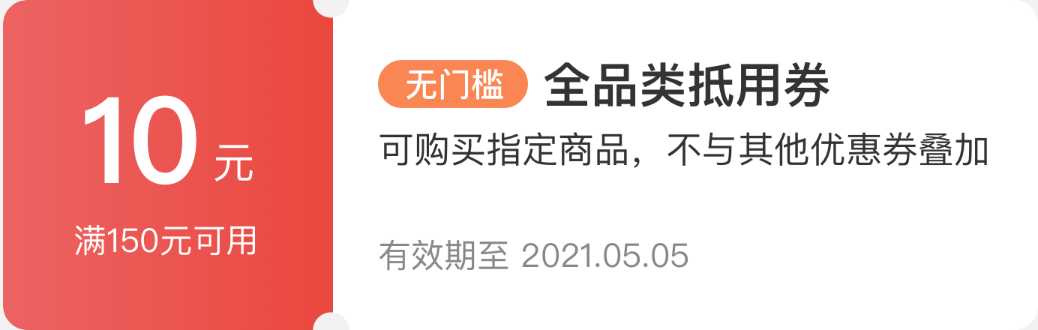 10 元
满150元可用
无门槛 全品类抵用券
可购买指定商品，不与其他优惠券叠加
有效期至 2021.05.05